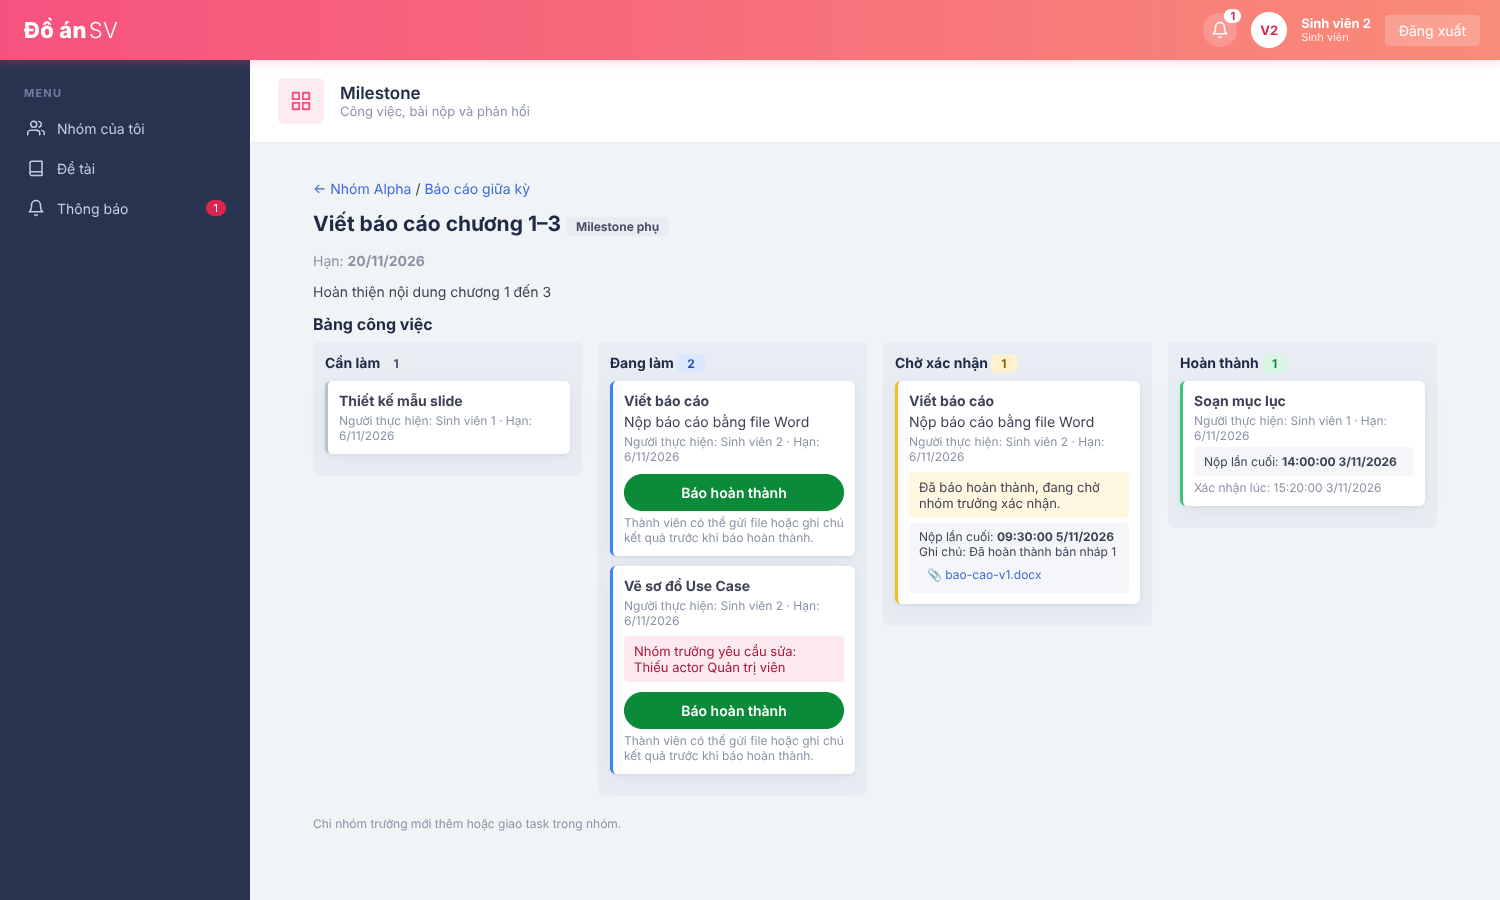 Đồ án SV
1
V2
Sinh viên 2
Sinh viên
Đăng xuất
MENU
Nhóm của tôi
Đề tài
Thông báo
1
Milestone
Công việc, bài nộp và phản hồi
← Nhóm Alpha / Báo cáo giữa kỳ
Viết báo cáo chương 1–3
Milestone phụ
Hạn: 20/11/2026
Hoàn thiện nội dung chương 1 đến 3
Bảng công việc
Cần làm 1
Thiết kế mẫu slide
Người thực hiện: Sinh viên 1 · Hạn:
6/11/2026
Đang làm 2
Viết báo cáo
Nộp báo cáo bằng file Word
Người thực hiện: Sinh viên 2 · Hạn:
6/11/2026
Báo hoàn thành
Thành viên có thể gửi file hoặc ghi chú
kết quả trước khi báo hoàn thành.
Vẽ sơ đồ Use Case
Người thực hiện: Sinh viên 2 · Hạn:
6/11/2026
Nhóm trưởng yêu cầu sửa:
Thiếu actor Quản trị viên
Báo hoàn thành
Thành viên có thể gửi file hoặc ghi chú
kết quả trước khi báo hoàn thành.
Chờ xác nhận 1
Viết báo cáo
Nộp báo cáo bằng file Word
Người thực hiện: Sinh viên 2 · Hạn:
6/11/2026
Đã báo hoàn thành, đang chờ
nhóm trưởng xác nhận.
Nộp lần cuối: 09:30:00 5/11/2026
Ghi chú: Đã hoàn thành bản nháp 1
📎 bao-cao-v1.docx
Hoàn thành 1
Soạn mục lục
Người thực hiện: Sinh viên 1 · Hạn:
6/11/2026
Nộp lần cuối: 14:00:00 3/11/2026
Xác nhận lúc: 15:20:00 3/11/2026
Chỉ nhóm trưởng mới thêm hoặc giao task trong nhóm.